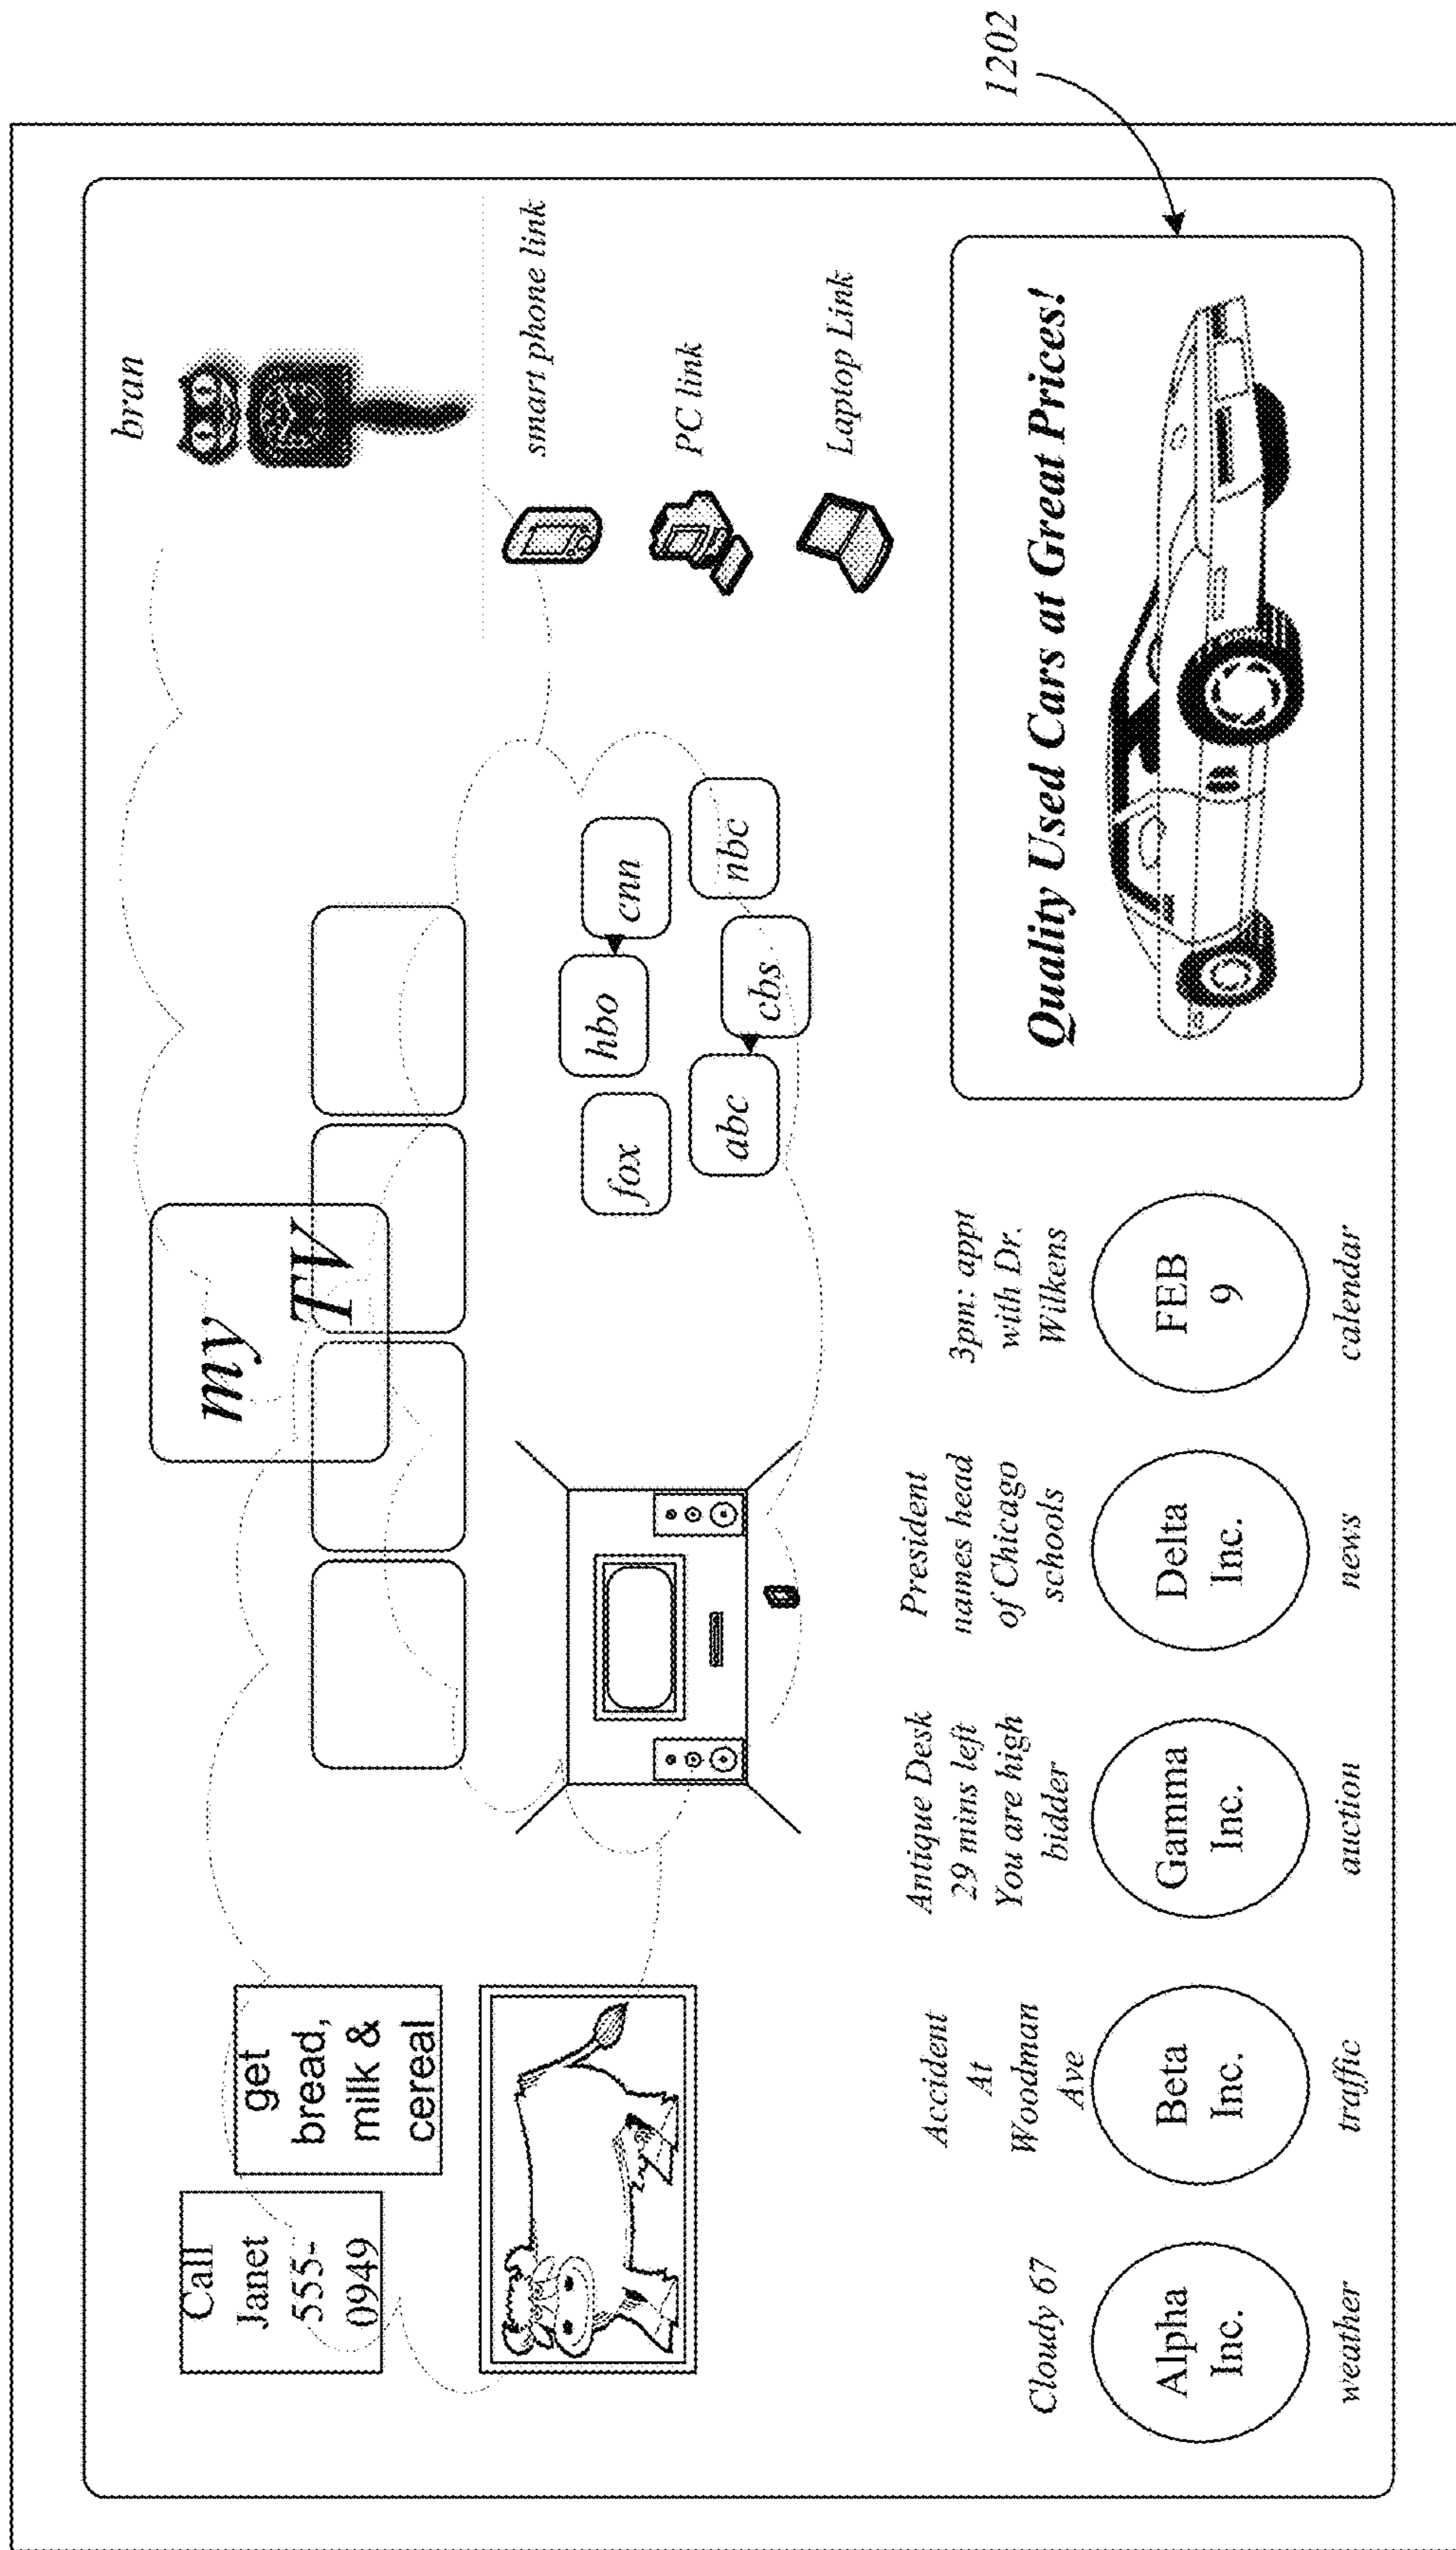 1202
Call
Janet
555-
0949
get
bread,
milk &
cereal
my
TV
bran
smart phone link
PC link
Laptop Link
fox
hbo
cnn
abc
cbs
nbc
Cloudy 67
Alpha
Inc.
weather
Accident
At
Woodman
Ave
Beta
Inc.
traffic
Antique Desk
29 mins left
You are high
bidder
Gamma
Inc.
auction
President
names head
of Chicago
schools
Delta
Inc.
news
3pm: appt
with Dr.
Wilkens
FEB
9
calendar
Quality Used Cars at Great Prices!